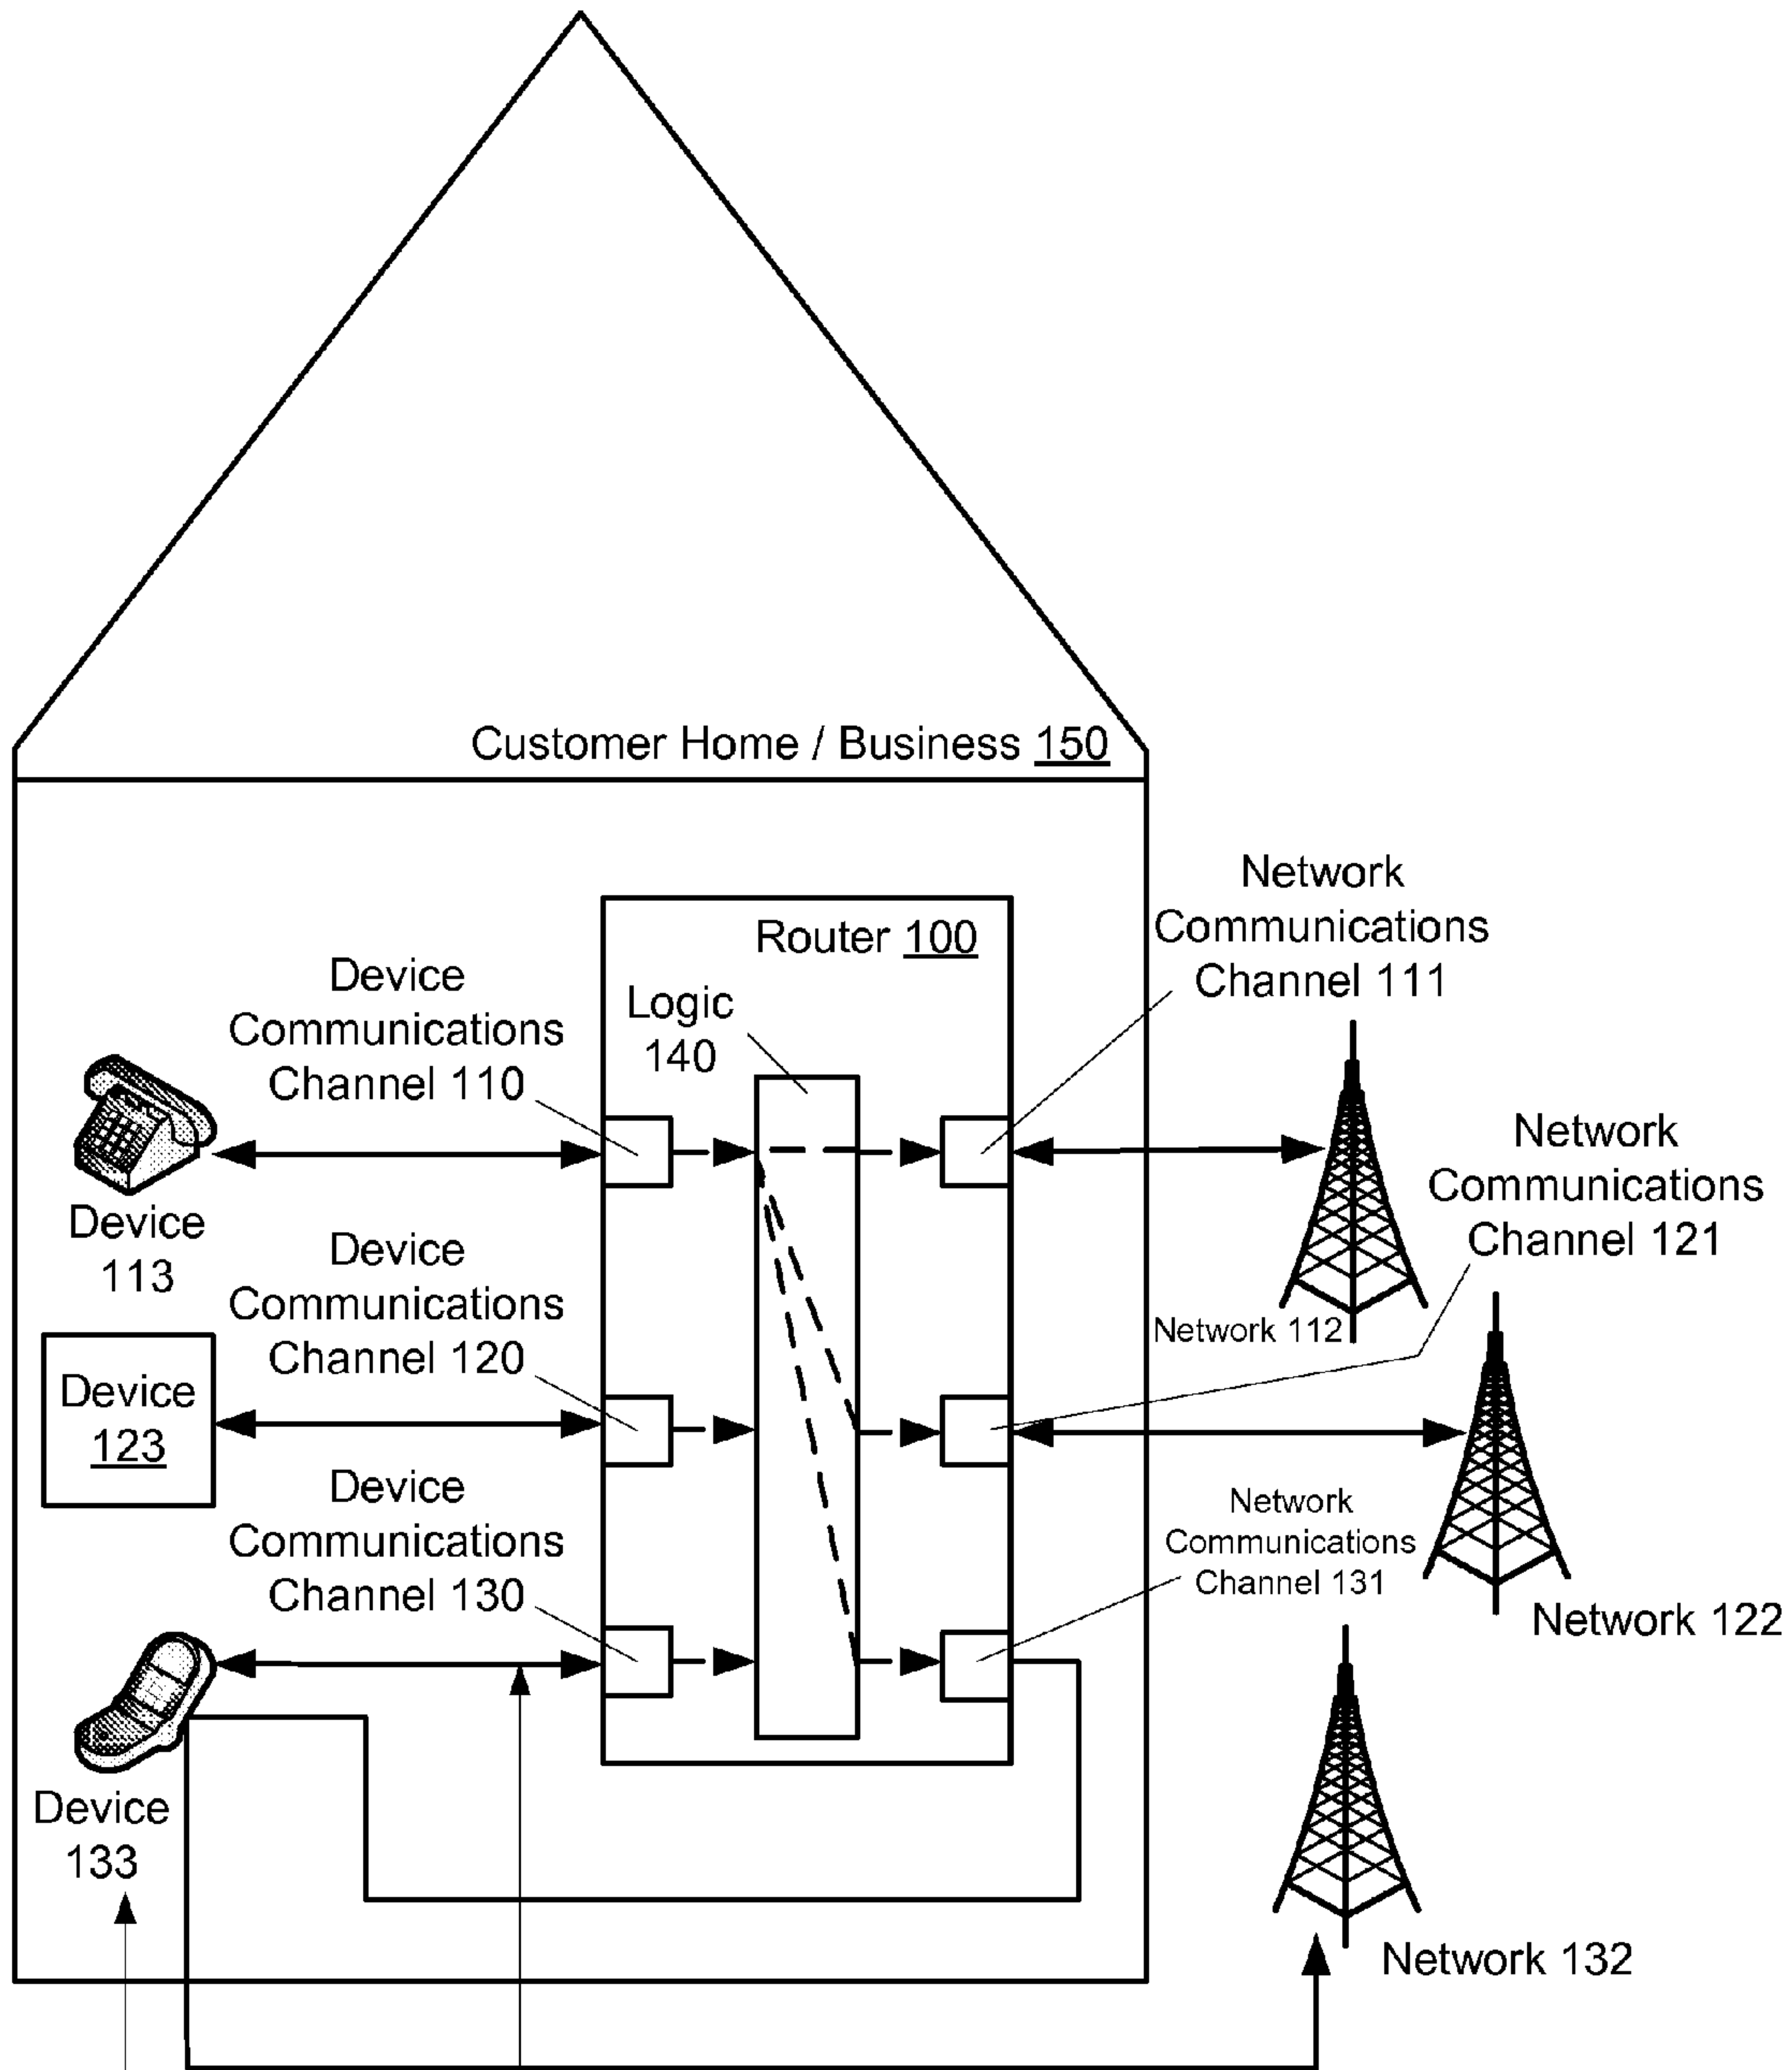 Customer Home / Business 150
Network
Communications
Channel 111
Router 100
Device
Communications
Channel 110
Logic
140
Network
Communications
Channel 121
Device
113
Device
Communications
Channel 120
Network 112
Device
123
Device
Communications
Channel 130
Network
Communications
Channel 131
Network 122
Device
133
Network 132